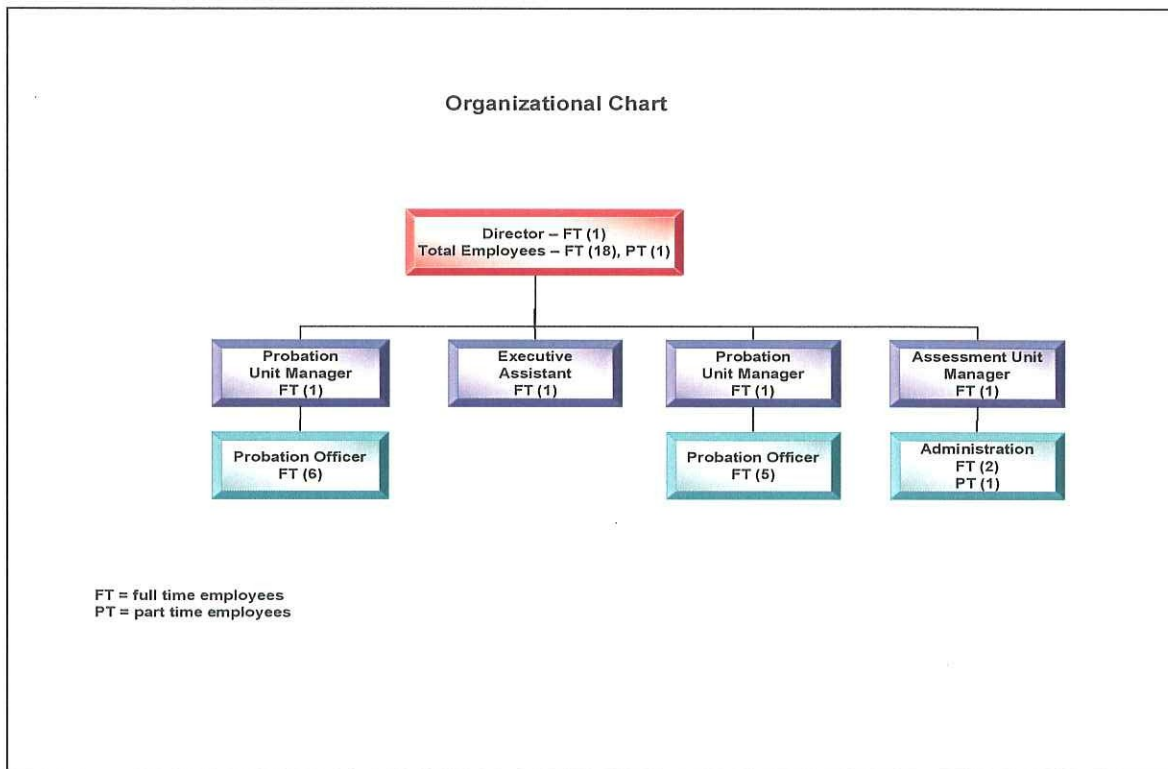 Organizational Chart
Director – FT (1)
Total Employees – FT (18), PT (1)
Probation
Unit Manager
FT (1)
Executive
Assistant
FT (1)
Probation
Unit Manager
FT (1)
Assessment Unit
Manager
FT (1)
Probation Officer
FT (6)
Probation Officer
FT (5)
Administration
FT (2)
PT (1)
FT = full time employees
PT = part time employees